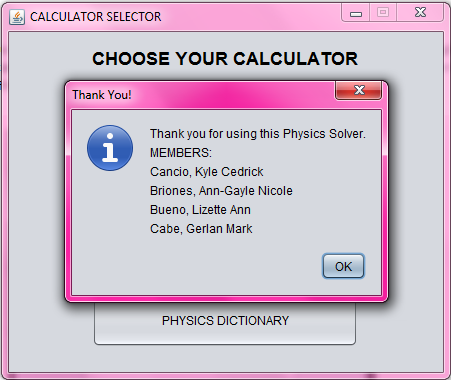 CALCULATOR SELECTOR
CHOOSE YOUR CALCULATOR
Thank You!
Thank you for using this Physics Solver.
MEMBERS:
Cancio, Kyle Cedrick
Briones, Ann-Gayle Nicole
Bueno, Lizette Ann
Cabe, Gerlan Mark
OK
PHYSICS DICTIONARY